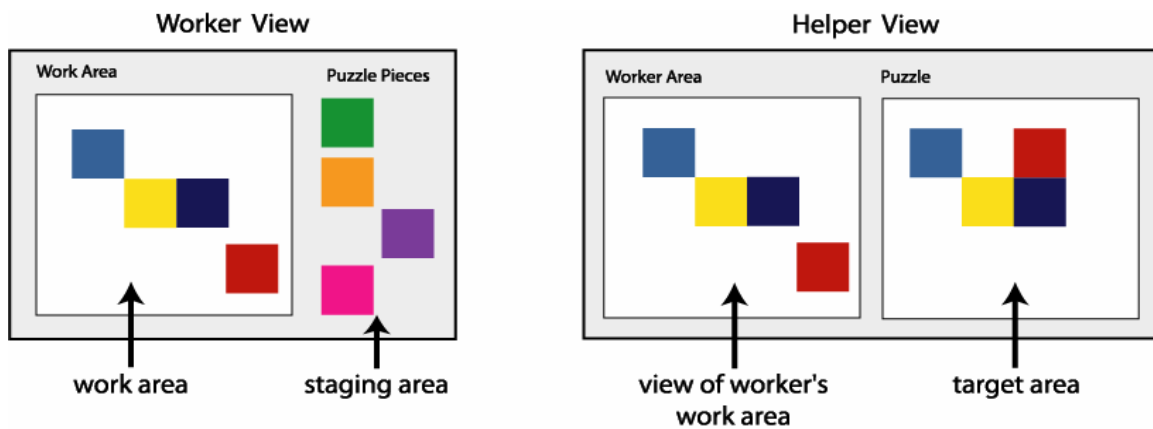 Worker View
Work Area
Puzzle Pieces
work area
staging area
Helper View
Worker Area
Puzzle
view of worker's
work area
target area